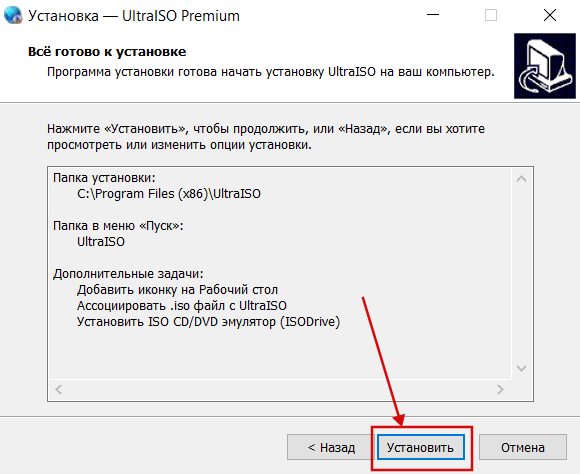 Установка — UltraISO Premium
Всё готово к установке
Программа установки готова начать установку UltraISO на ваш компьютер.
Нажмите «Установить», чтобы продолжить, или «Назад», если вы хотите
просмотреть или изменить опции установки.
Папка установки:
C:\Program Files (x86)\UltraISO
Папка в меню «Пуск»:
UltraISO
Дополнительные задачи:
Добавить иконку на Рабочий стол
Ассоциировать .iso файл с UltraISO
Установить ISO CD/DVD эмулятор (ISODrive)
< Назад
Установить
Отмена